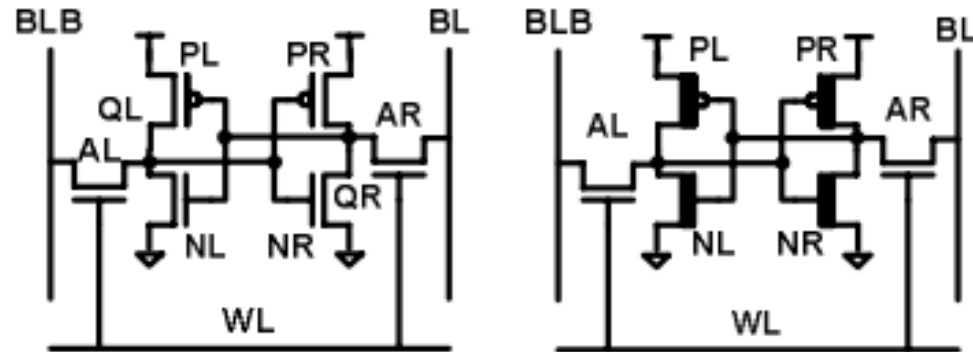 BLB BL BLB BL
PL PR PL PR
QL AR AL AR
AL
QR
NL NR NL NR
WL WL